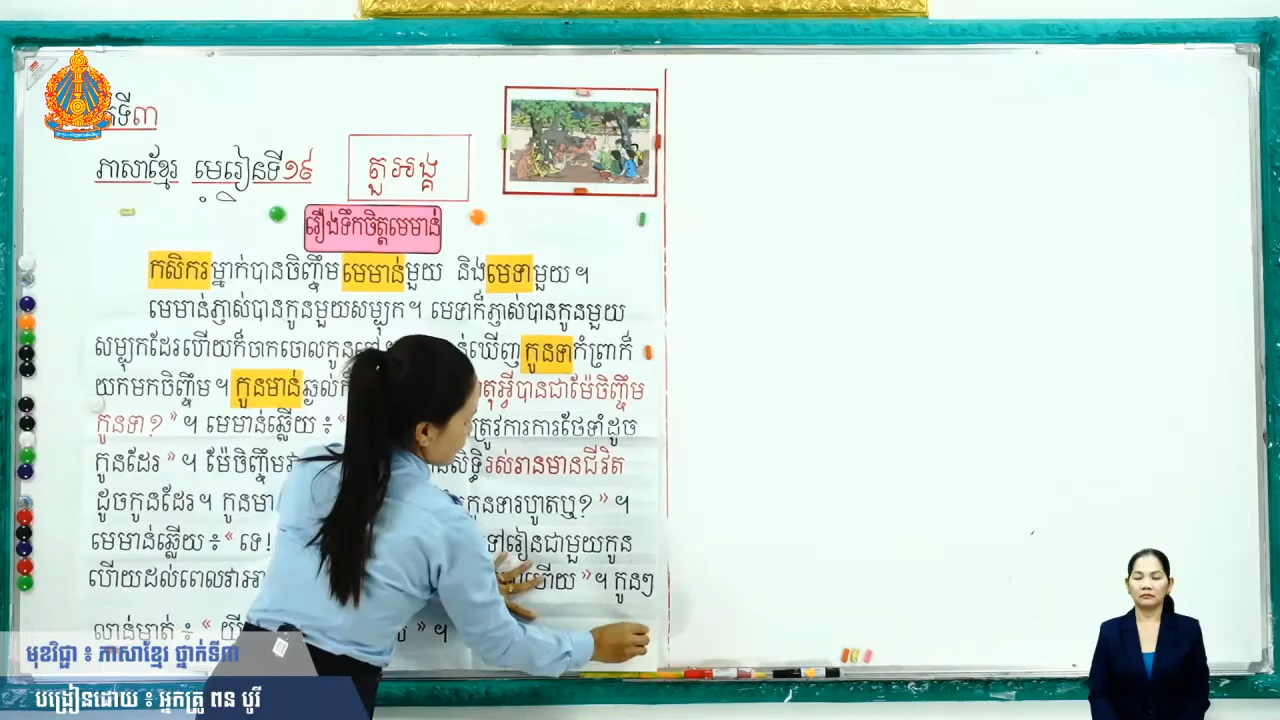 ទី៣
ភាសាខ្មែរ មេរៀនទី១៩
តួអង្គ
រឿងទឹកចិត្តមេមាន់
កសិករម្នាក់បានចិញ្ចឹមមេមាន់មួយ និងមេទាមួយ។
មេមាន់ភ្ញាស់បានកូនមួយសម្បុក។ មេទាក៏ភ្ញាស់បានកូនមួយ
សម្បុកដែរហើយក៏ចាកចោលកូន ឃើញកូនទាកំព្រាក៏
យកមកចិញ្ចឹម។ កូនមាន់ឆ្ងល់ អ្វីបានជាម៉ែចិញ្ចឹម
កូនទា?"។ មេមាន់ឆ្លើយ៖" ត្រូវការការថែទាំដូច
កូនដែរ"។ ម៉ែចិញ្ចឹម សិទ្ធិរស់រានមានជីវិត
ដូចកូនដែរ។ កូនទារហូតឬ?"។
មេមាន់ឆ្លើយ៖"ទេ! រៀនជាមួយកូន
ហើយដល់ពេលវា ហើយ"។ កូនៗ
លាន់មាត់៖" "។
មុខវិជ្ជា ៖ ភាសាខ្មែរ ថ្នាក់ទី៣
បង្រៀនដោយ ៖ អ្នកគ្រូ ពន បូរី